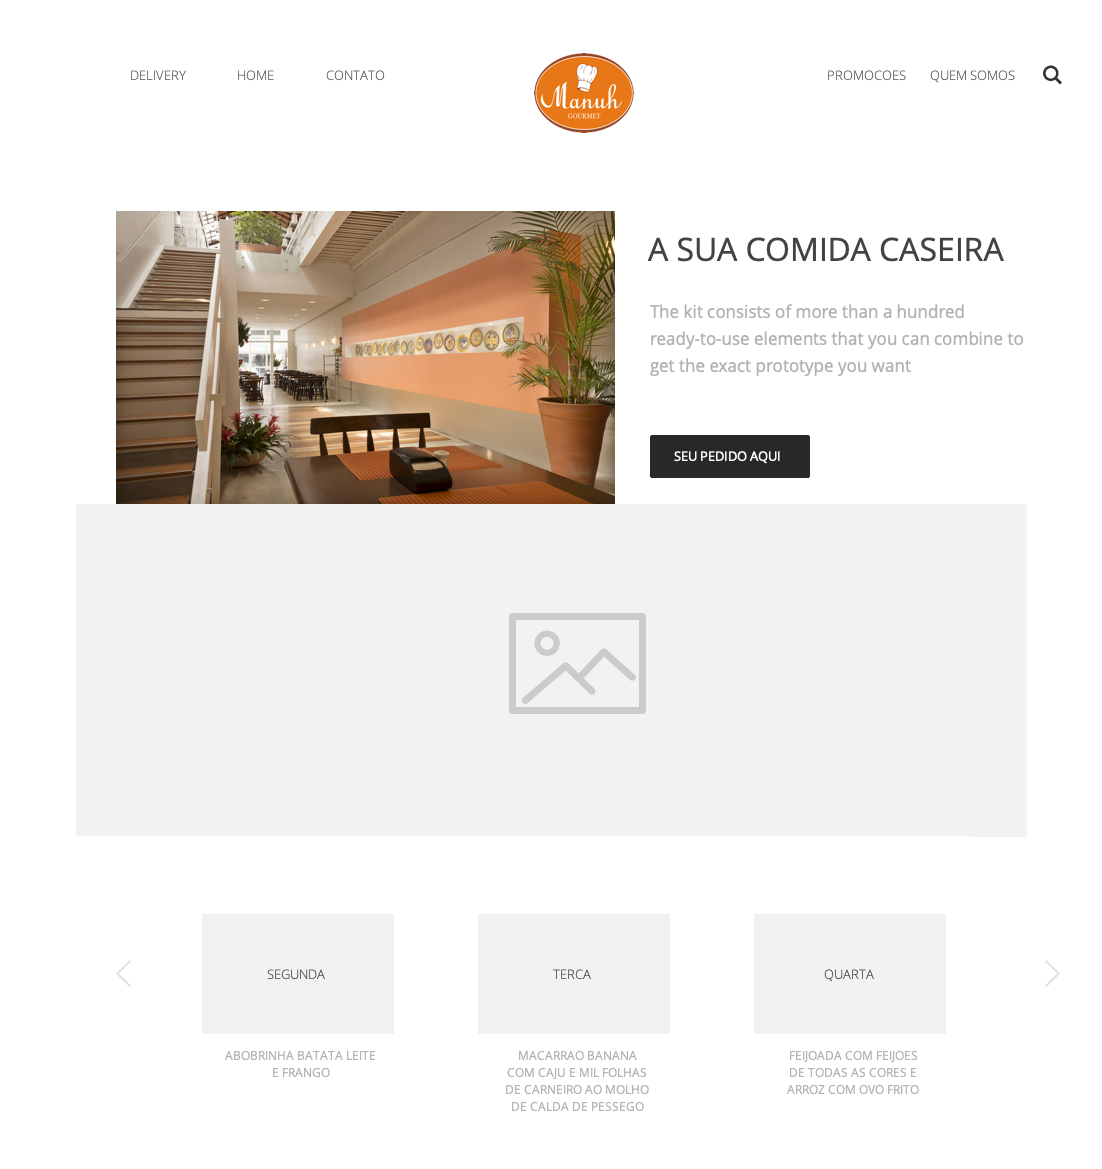 DELIVERY HOME CONTATO
Manuh
GOURMET
PROMOCOES QUEM SOMOS
A SUA COMIDA CASEIRA
The kit consists of more than a hundred
ready-to-use elements that you can combine to
get the exact prototype you want
SEU PEDIDO AQUI
SEGUNDA
ABOBRINHA BATATA LEITE
E FRANGO
TERCA
MACARRAO BANANA
COM CAJU E MIL FOLHAS
DE CARNEIRO AO MOLHO
DE CALDA DE PESSEGO
QUARTA
FEIJOADA COM FEIJOES
DE TODAS AS CORES E
ARROZ COM OVO FRITO